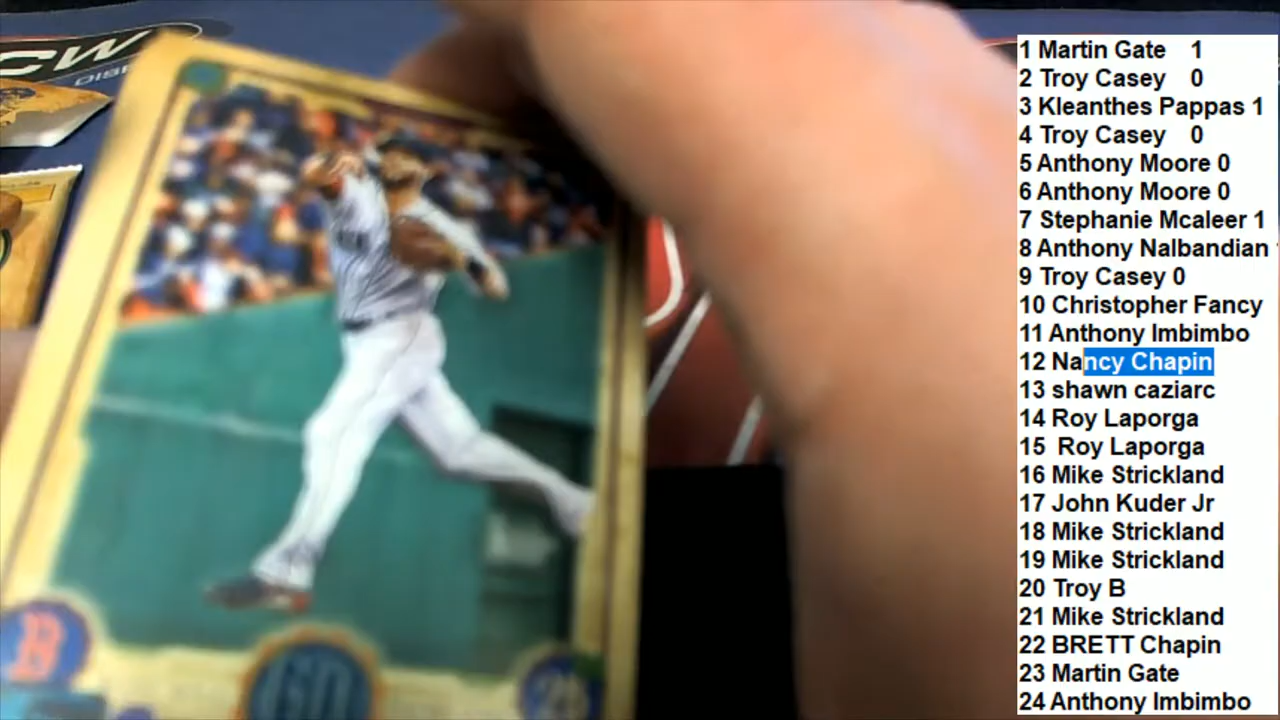 CW
DISP
1 Martin Gate 1
2 Troy Casey 0
3 Kleanthes Pappas 1
4 Troy Casey 0
5 Anthony Moore 0
6 Anthony Moore 0
7 Stephanie Mcaleer 1
8 Anthony Nalbandian
9 Troy Casey 0
10 Christopher Fancy
11 Anthony Imbimbo
12 Nancy Chapin
13 shawn caziarc
14 Roy Laporga
15 Roy Laporga
16 Mike Strickland
17 John Kuder Jr
18 Mike Strickland
19 Mike Strickland
20 Troy B
21 Mike Strickland
22 BRETT Chapin
23 Martin Gate
24 Anthony Imbimbo
B
GQ